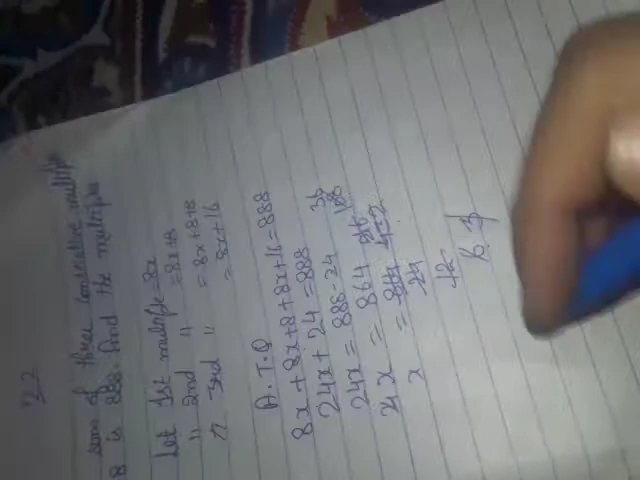 sum of three consecutive multiple
8 is 888. find the multiple
Let 1st multiple = 8x
" 2nd " = 8x+8
= 8x+8+8
" 3rd " = 8x+16
A.T.Q
8x+8x+8+8x+16=888
24x+24=888
24x = 888-24
24x = 864
x = 864
24